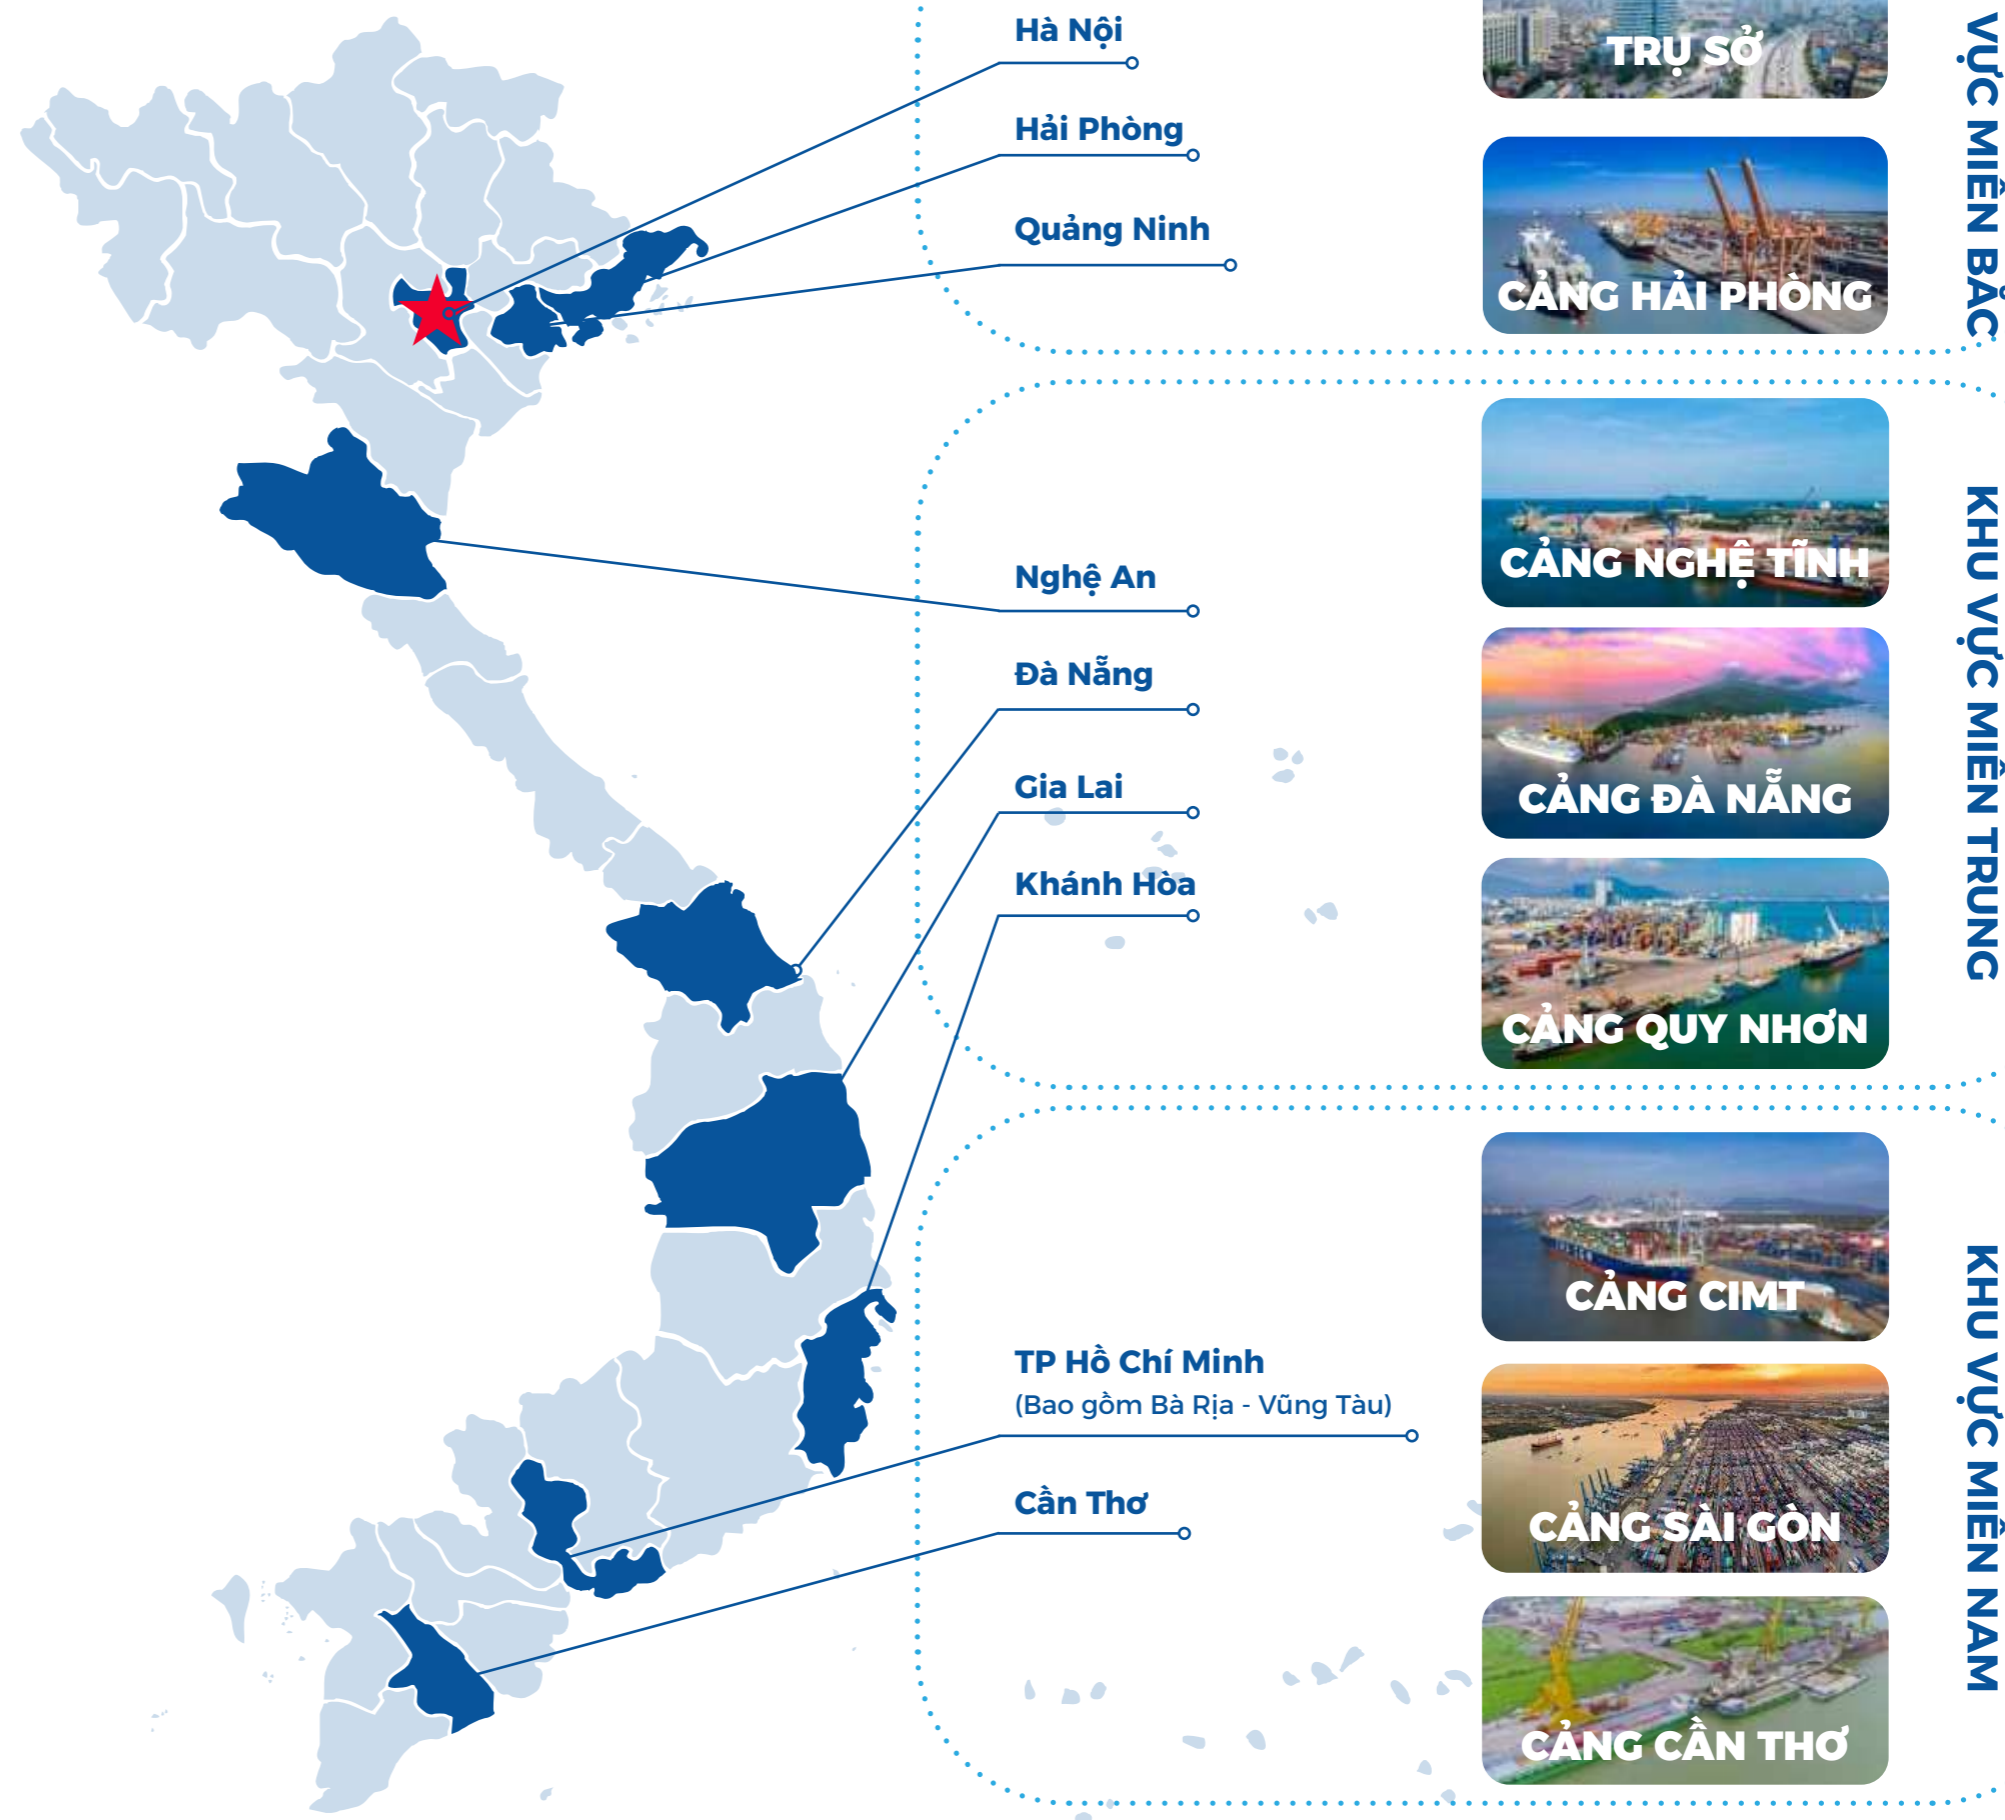 Hà Nội
Hải Phòng
Quảng Ninh
TRỤ SỞ
CẢNG HẢI PHÒNG
VỰC MIỀN BẮC
Nghệ An
Đà Nẵng
Gia Lai
Khánh Hòa
CẢNG NGHỆ TĨNH
CẢNG ĐÀ NẴNG
CẢNG QUY NHƠN
KHU VỰC MIỀN TRUNG
TP Hồ Chí Minh
(Bao gồm Bà Rịa - Vũng Tàu)
Cần Thơ
CẢNG CIMT
CẢNG SÀI GÒN
CẢNG CẦN THƠ
KHU VỰC MIỀN NAM